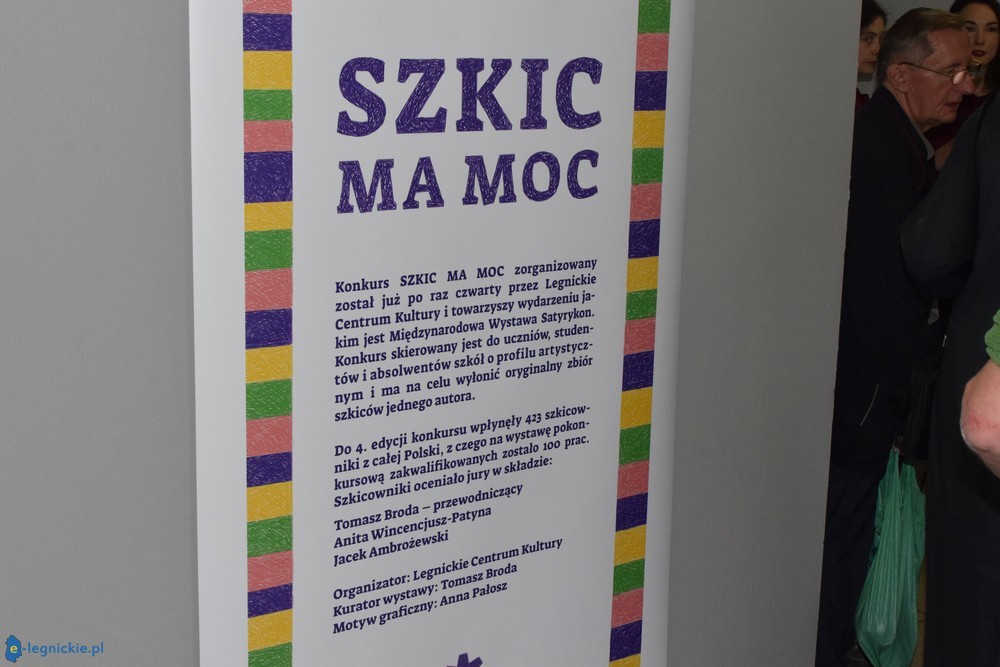 SZKIC
MA MOC
Konkurs SZKIC MA MOC zorganizowany
został już po raz czwarty przez Legnickie
Centrum Kultury i towarzyszy wydarzeniu ja-
kim jest Międzynarodowa Wystawa Satyrykon.
Konkurs skierowany jest do uczniów, studen-
tów i absolwentów szkół o profilu artystycz-
nym i ma na celu wyłonić oryginalny zbiór
szkiców jednego autora.
Do 4. edycji konkursu wpłynęły 423 szkicow-
niki z całej Polski, z czego na wystawę pokon-
kursową zakwalifikowanych zostało 100 prac.
Szkicowniki oceniało jury w składzie:
Tomasz Broda – przewodniczący
Anita Wincencjusz-Patyna
Jacek Ambrożewski
Organizator: Legnickie Centrum Kultury
Kurator wystawy: Tomasz Broda
Motyw graficzny: Anna Pałosz
e-legnickie.pl